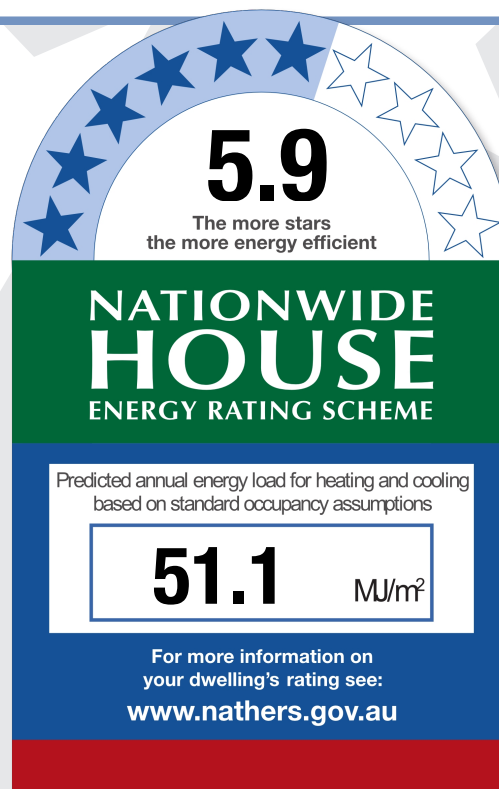 5.9
The more stars
the more energy efficient
NATIONWIDE
HOUSE
ENERGY RATING SCHEME
Predicted annual energy load for heating and cooling
based on standard occupancy assumptions
51.1 MJ/m²
For more information on
your dwelling's rating see:
www.nathers.gov.au